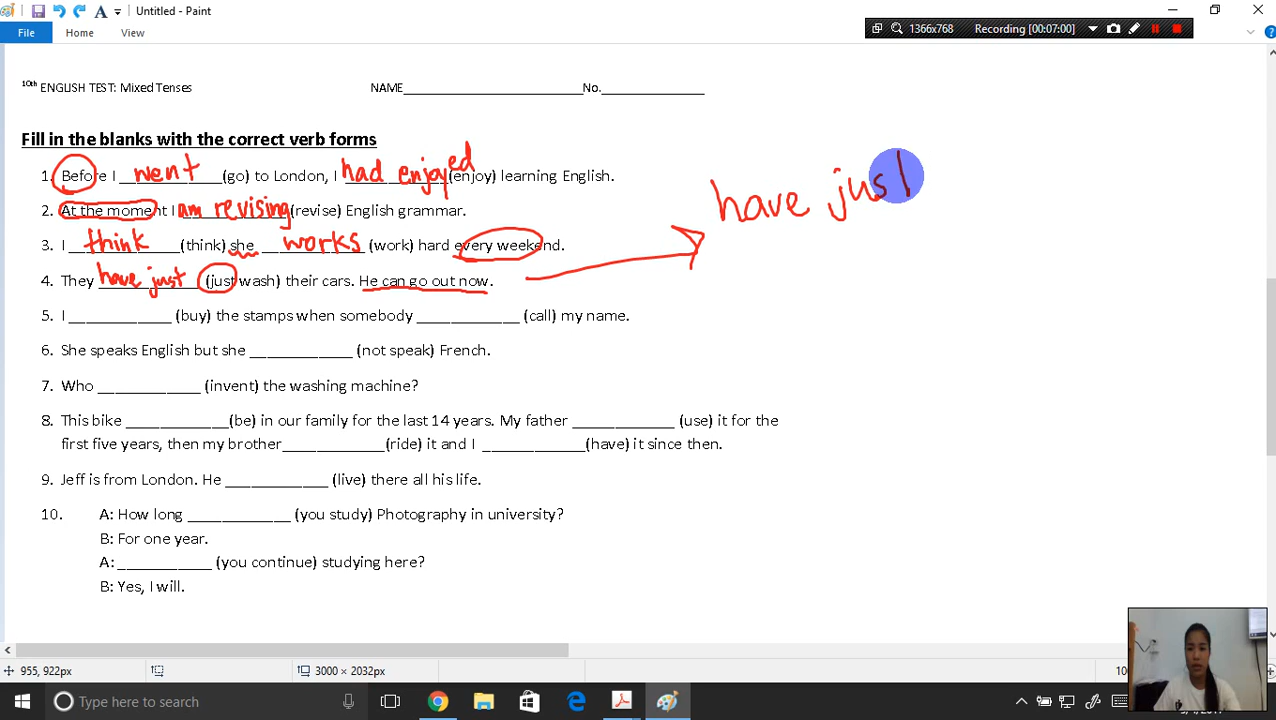 Untitled - Paint
File Home View
1366x768 Recording [00:07:00]
10th ENGLISH TEST: Mixed Tenses NAME______________________No.____________
Fill in the blanks with the correct verb forms
1. Before I went (go) to London, I had enjoyed (enjoy) learning English.
2. At the moment I am revising (revise) English grammar.
3. I think (think) she works (work) hard every weekend.
4. They have just (just wash) their cars. He can go out now.
have jus
5. I ____________ (buy) the stamps when somebody ____________ (call) my name.
6. She speaks English but she ____________ (not speak) French.
7. Who ____________ (invent) the washing machine?
8. This bike ____________(be) in our family for the last 14 years. My father ____________ (use) it for the
first five years, then my brother____________(ride) it and I ____________(have) it since then.
9. Jeff is from London. He ____________ (live) there all his life.
10. A: How long ____________ (you study) Photography in university?
B: For one year.
A: ___________ (you continue) studying here?
B: Yes, I will.
955, 922px 3000 × 2032px
Type here to search